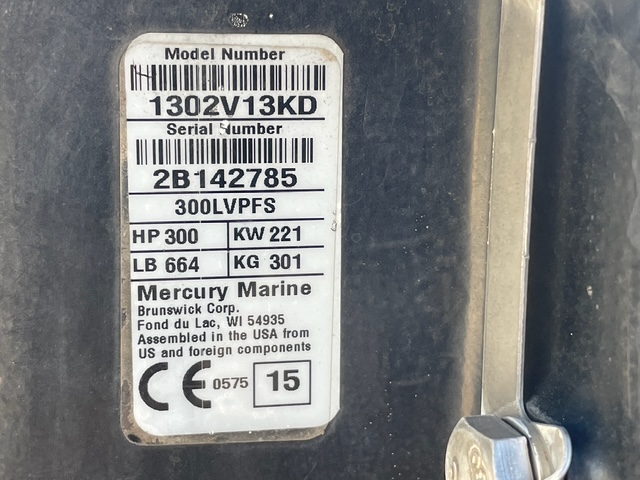 Model Number
1302V13KD
Serial Number
2B142785
300LVPFS
HP 300 KW 221
LB 664 KG 301
Mercury Marine
Brunswick Corp.
Fond du Lac, WI 54935
Assembled in the USA from
US and foreign components
CE 0575 15